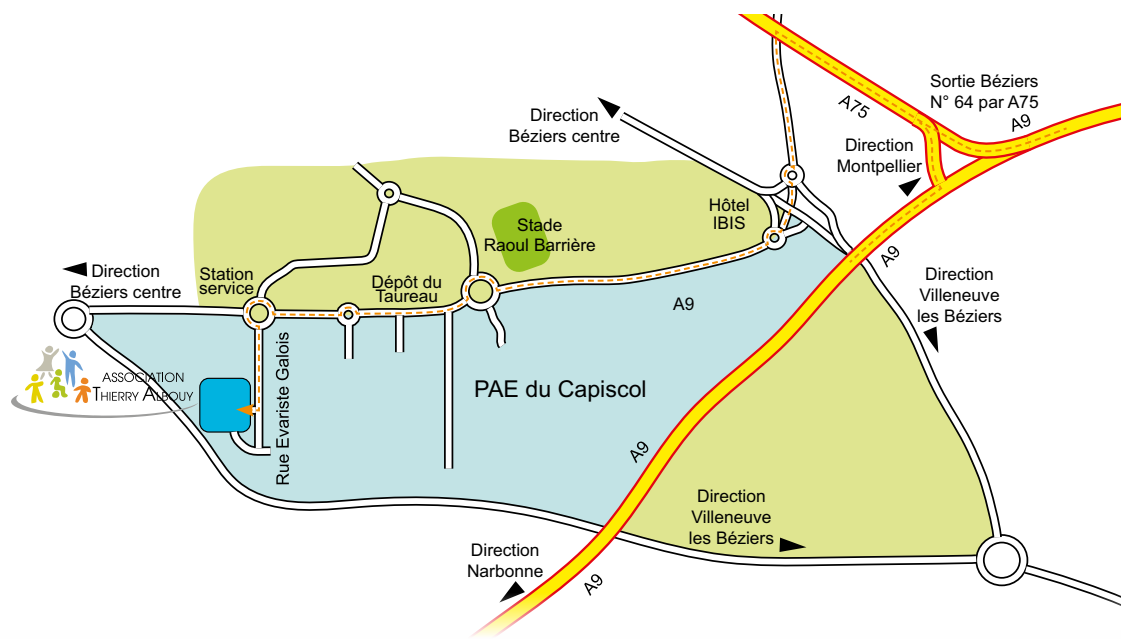 Sortie Béziers
N° 64 par A75
A75
A9
Direction
Béziers centre
Direction
Montpellier
Hôtel
IBIS
Stade
Raoul Barrière
A9
Direction
Béziers centre
Station
service
Dépôt du
Taureau
A9
Direction
Villeneuve
les Béziers
ASSOCIATION
THIERRY ALBOUY
Rue Evariste Galois
PAE du Capiscol
A9
Direction
Villeneuve
les Béziers
Direction
Narbonne
A9